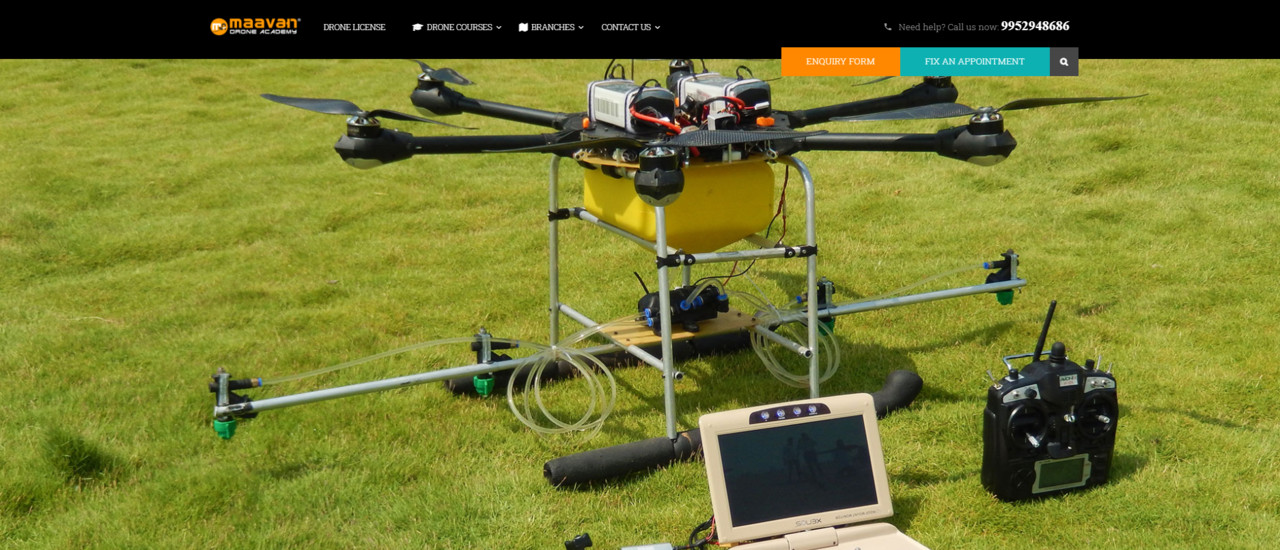 maavan
DRONE ACADEMY
DRONE LICENSE
DRONE COURSES
BRANCHES
CONTACT US
Need help? Call us now: 9952948686
ENQUIRY FORM
FIX AN APPOINTMENT